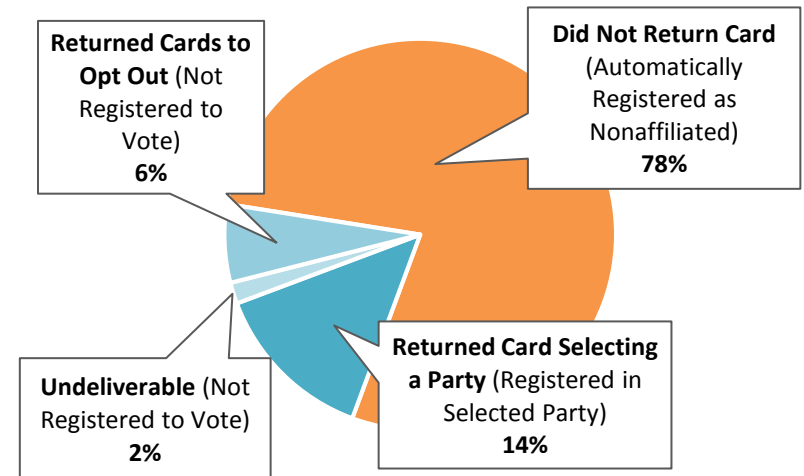 Returned Cards to
Opt Out (Not
Registered to
Vote)
6%
Did Not Return Card
(Automatically
Registered as
Nonaffiliated)
78%
Undeliverable (Not
Registered to Vote)
2%
Returned Card Selecting
a Party (Registered in
Selected Party)
14%